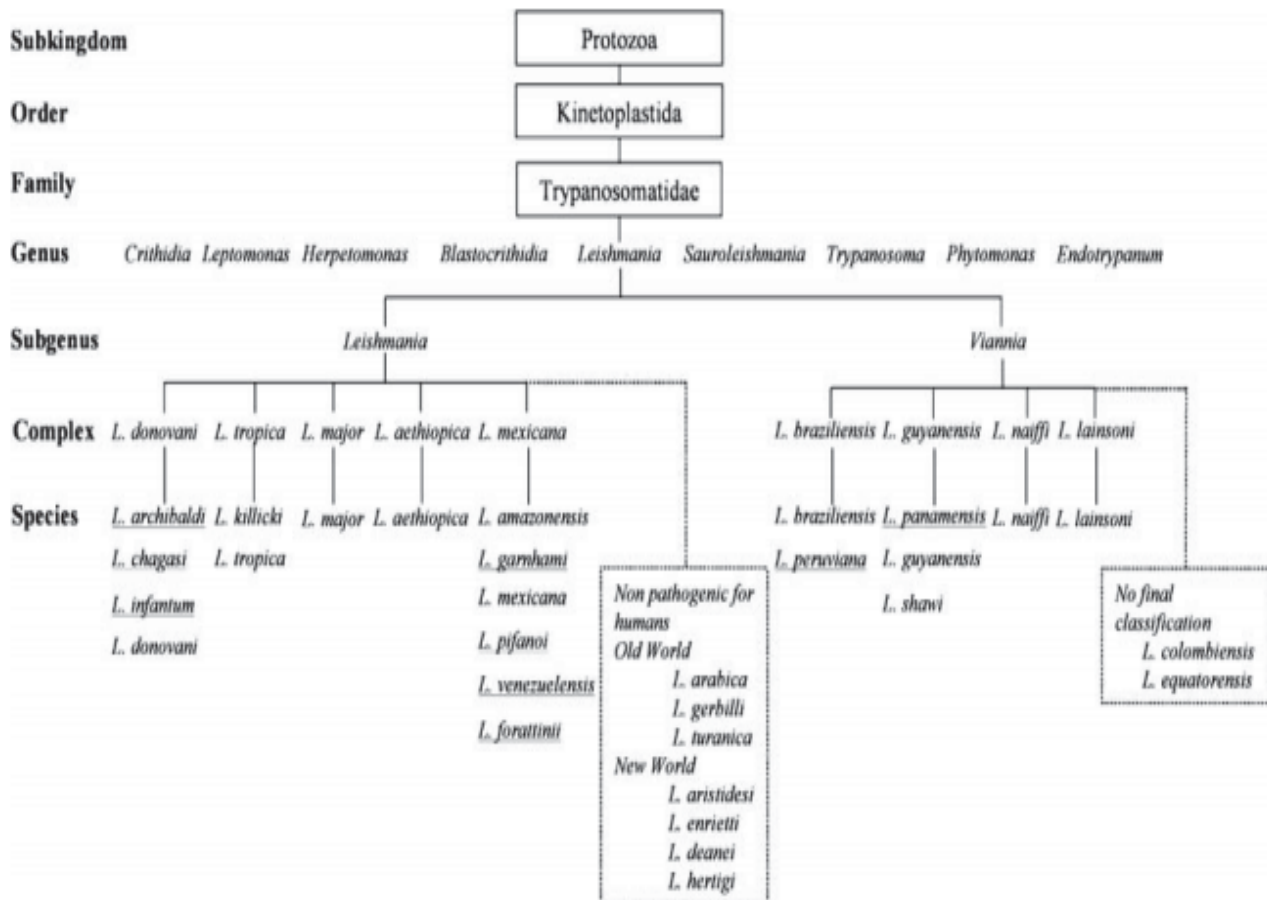 Subkingdom Protozoa
Order Kinetoplastida
Family Trypanosomatidae
Genus Crithidia Leptomonas Herpetomonas Blastocrithidia Leishmania Sauroleishmania Trypanosoma Phytomonas Endotrypanum
Subgenus Leishmania Viannia
Complex L. donovani L. tropica L. major L. aethiopica L. mexicana L. braziliensis L. guyanensis L. naiffi L. lainsoni
Species L. archibaldi L. killicki L. major L. aethiopica L. amazonensis L. braziliensis L. panamensis L. naiffi L. lainsoni
L. chagasi L. tropica L. garnhami L. peruviana L. guyanensis
L. infantum L. mexicana L. shawi
L. donovani L. pifanoi
L. venezuelensis
L. forattinii
Non pathogenic for
humans
Old World
L. arabica
L. gerbilli
L. turanica
New World
L. aristidesi
L. enrietti
L. deanei
L. hertigi
No final
classification
L. colombiensis
L. equatorensis